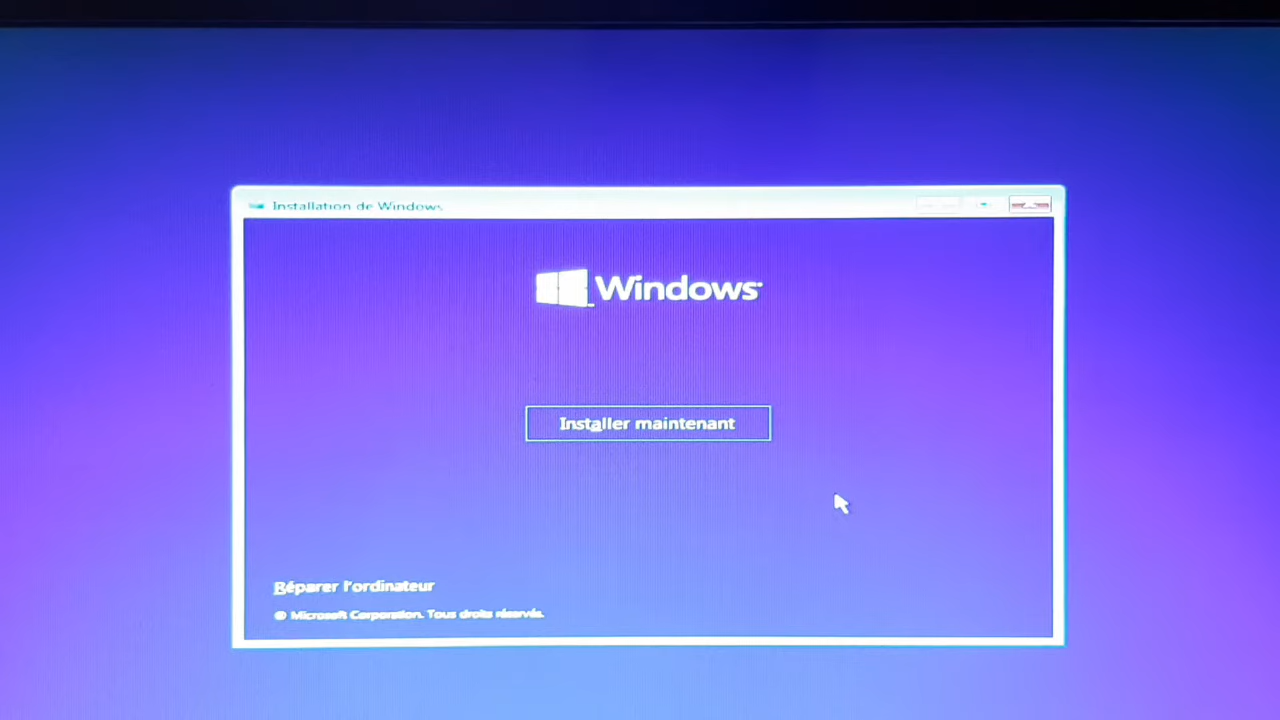 Installation de Windows
Windows
Installer maintenant
Réparer l'ordinateur
© Microsoft Corporation. Tous droits réservés.